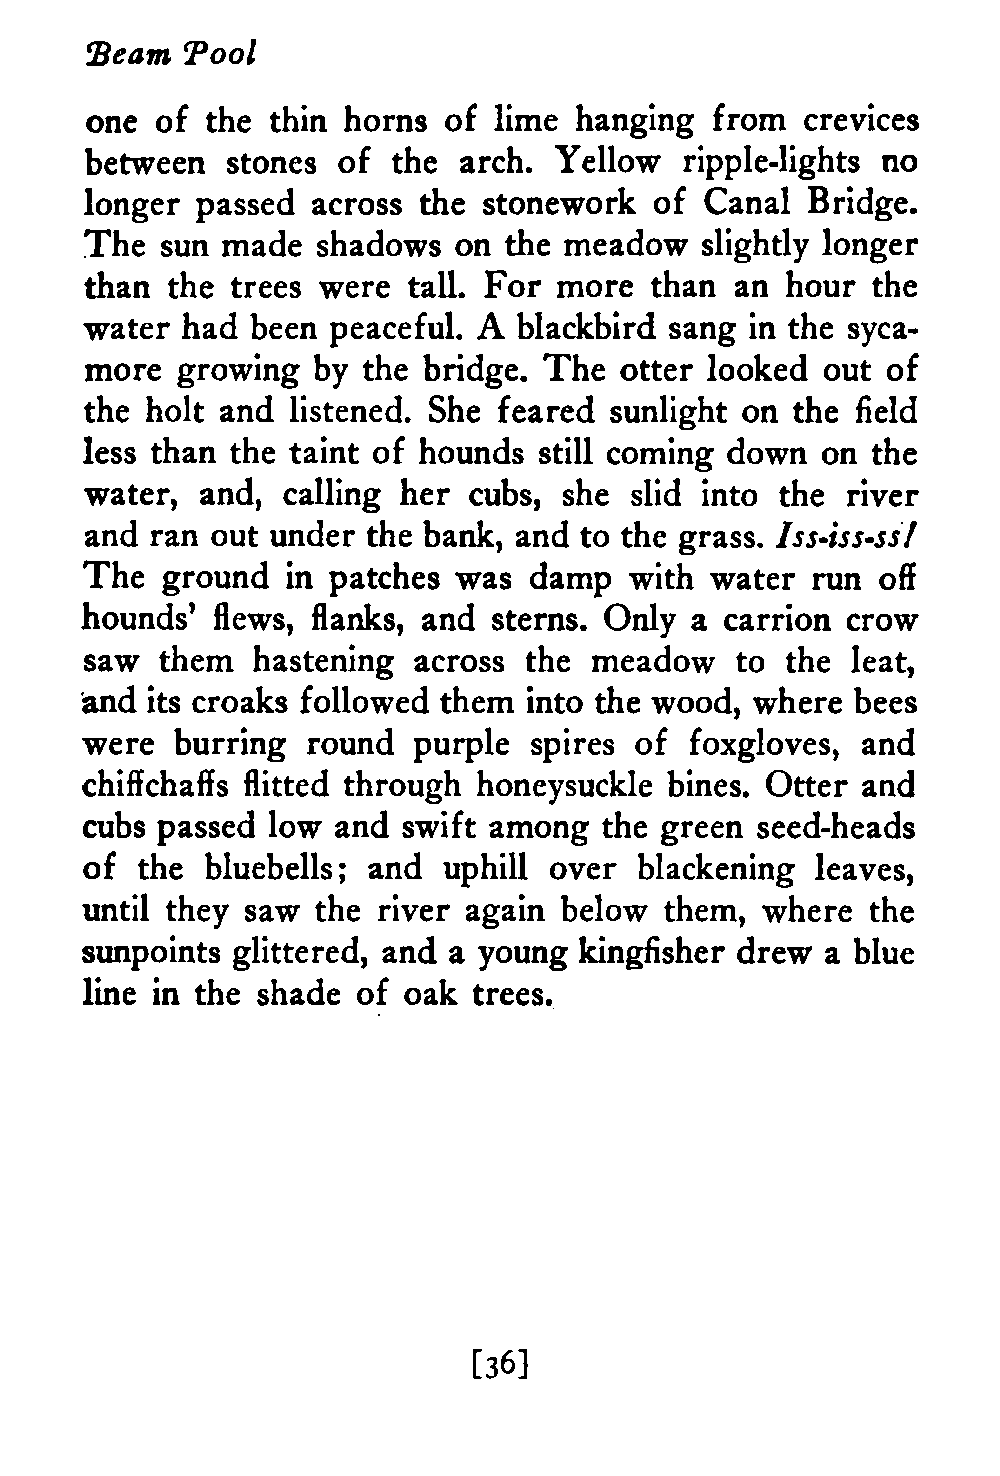 Beam Pool
one of the thin horns of lime hanging from crevices
between stones of the arch. Yellow ripple-lights no
longer passed across the stonework of Canal Bridge.
The sun made shadows on the meadow slightly longer
than the trees were tall. For more than an hour the
water had been peaceful. A blackbird sang in the syca-
more growing by the bridge. The otter looked out of
the holt and listened. She feared sunlight on the field
less than the taint of hounds still coming down on the
water, and, calling her cubs, she slid into the river
and ran out under the bank, and to the grass. Iss-iss-ss!
The ground in patches was damp with water run off
hounds' flews, flanks, and sterns. Only a carrion crow
saw them hastening across the meadow to the leat,
and its croaks followed them into the wood, where bees
were burring round purple spires of foxgloves, and
chiffchaffs flitted through honeysuckle bines. Otter and
cubs passed low and swift among the green seed-heads
of the bluebells; and uphill over blackening leaves,
until they saw the river again below them, where the
sunpoints glittered, and a young kingfisher drew a blue
line in the shade of oak trees.
[36]